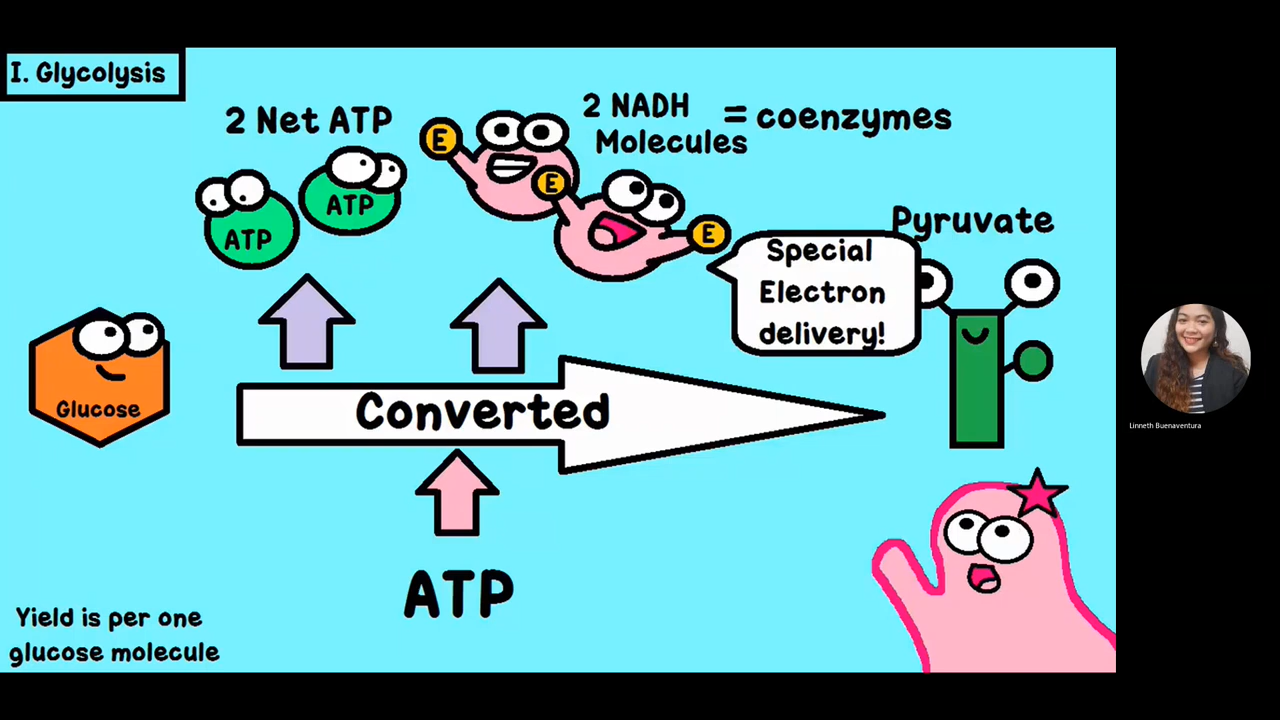 I. Glycolysis
2 Net ATP
2 NADH
Molecules
= coenzymes
E
E
E
ATP
ATP
Pyruvate
Special
Electron
delivery!
Glucose
Converted
ATP
Yield is per one
glucose molecule
Linneth Buenaventura